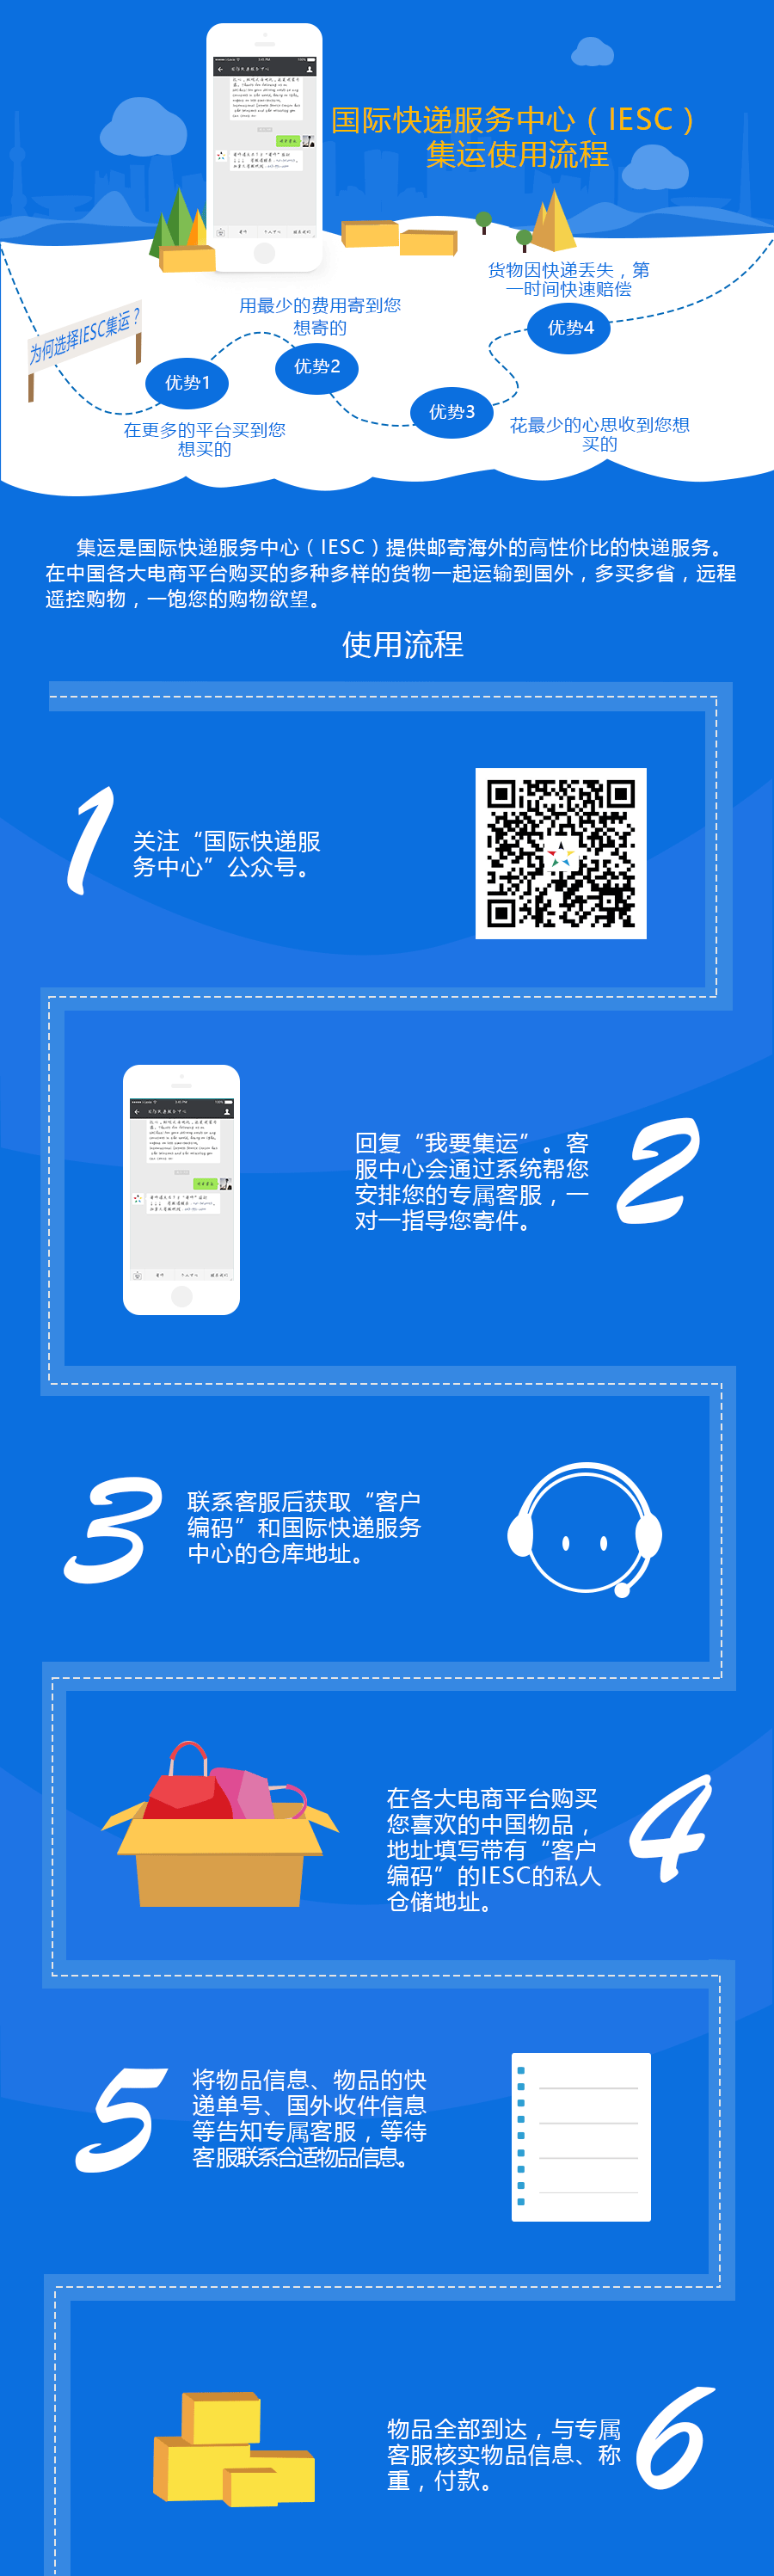 国际快递服务中心（IESC）
集运使用流程
货物因快递丢失，第
一时间快速赔偿
用最少的费用寄到您
想寄的
为何选择IESC集运？
优势4
优势2
优势1
优势3
在更多的平台买到您
想买的
花最少的心思收到您想
买的
集运是国际快递服务中心（IESC）提供邮寄海外的高性价比的快递服务。
在中国各大电商平台购买的多种多样的货物一起运输到国外，多买多省，远程
遥控购物，一饱您的购物欲望。
使用流程
1
关注“国际快递服
务中心”公众号。
回复“我要集运”。客
服中心会通过系统帮您
安排您的专属客服，一
对一指导您寄件。
2
3
联系客服后获取“客户
编码”和国际快递服务
中心的仓库地址。
在各大电商平台购买
您喜欢的中国物品，
地址填写带有“客户
编码”的IESC的私人
仓储地址。
4
5
将物品信息、物品的快
递单号、国外收件信息
等告知专属客服，等待
客服联系合适物品信息。
物品全部到达，与专属
客服核实物品信息、称
重，付款。
6